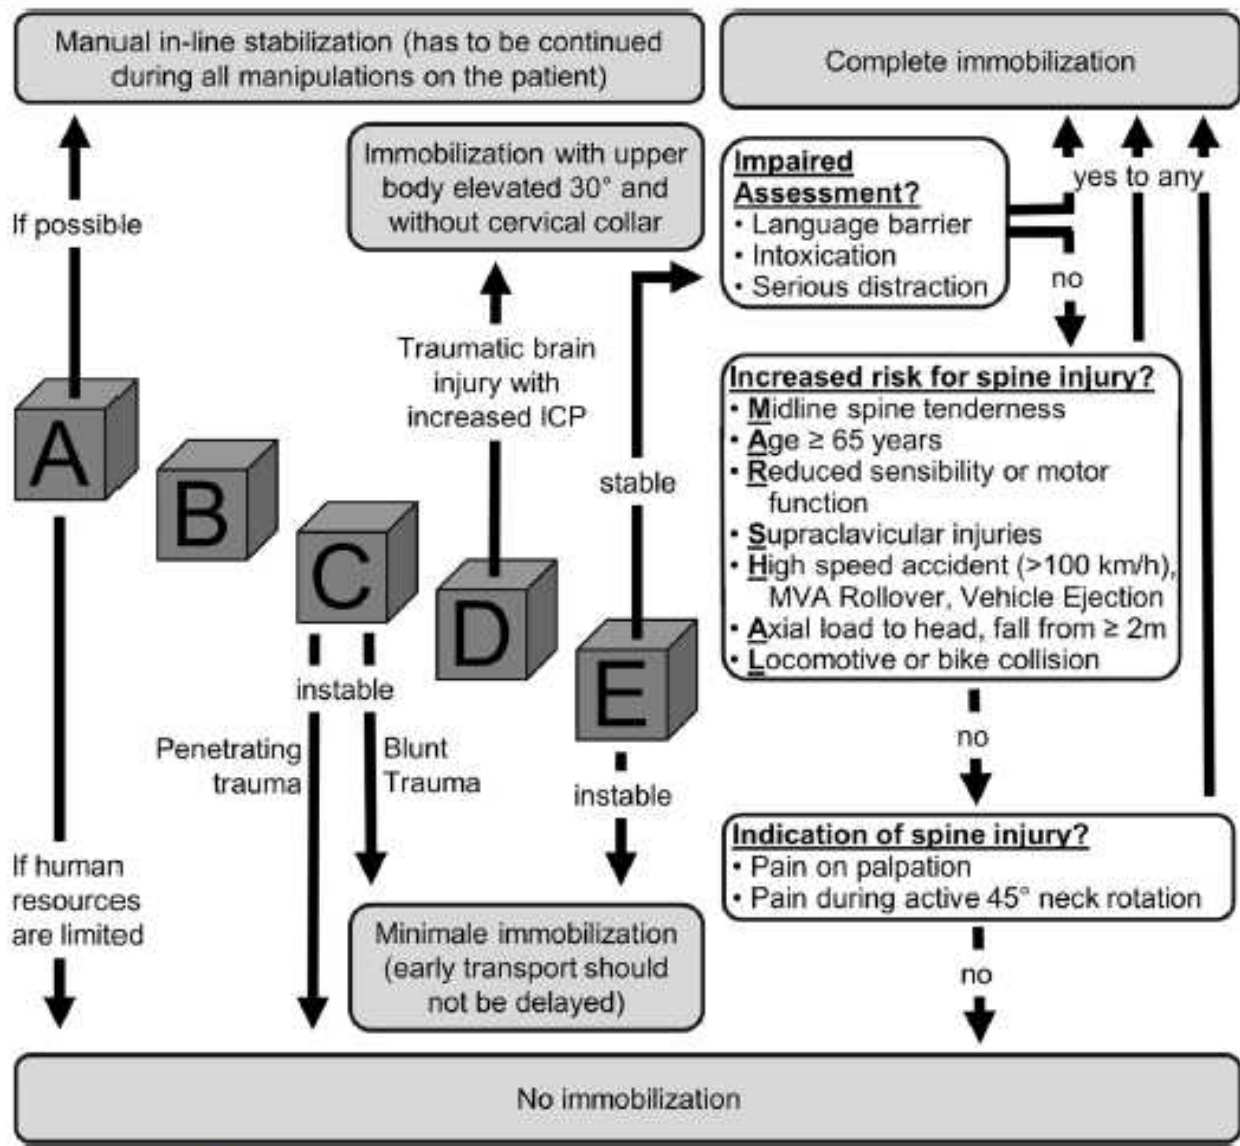 Manual in-line stabilization (has to be continued
during all manipulations on the patient)
Complete immobilization
If possible
Immobilization with upper
body elevated 30° and
without cervical collar
Impaired
Assessment?
• Language barrier
• Intoxication
• Serious distraction
yes to any
no
Traumatic brain
injury with
increased ICP
stable
Increased risk for spine injury?
• Midline spine tenderness
• Age ≥ 65 years
• Reduced sensibility or motor
function
• Supraclavicular injuries
• High speed accident (>100 km/h),
MVA Rollover, Vehicle Ejection
• Axial load to head, fall from ≥ 2m
• Locomotive or bike collision
A
B
C
D
E
instable
Penetrating
trauma
Blunt
Trauma
instable
no
If human
resources
are limited
Indication of spine injury?
• Pain on palpation
• Pain during active 45° neck rotation
Minimale immobilization
(early transport should
not be delayed)
no
No immobilization